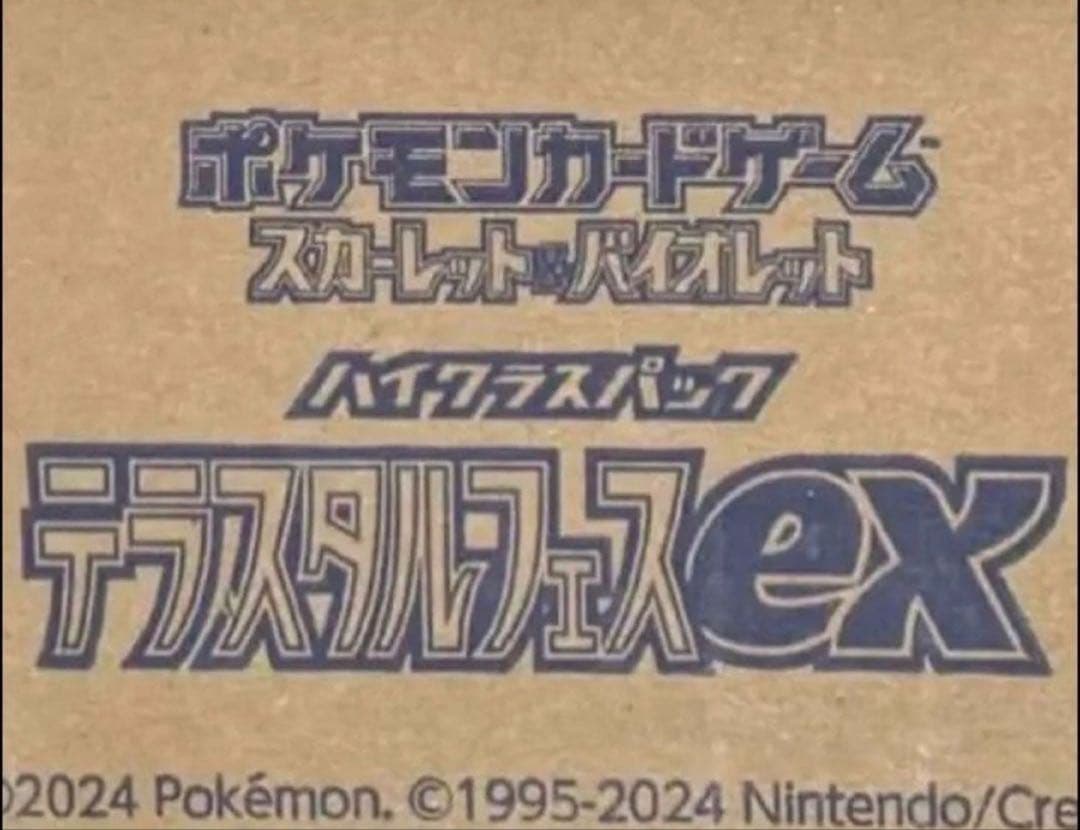 ポケモンカードゲーム
スカーレット&バイオレット
ハイクラスパック
テラスタルフェスex
©2024 Pokémon. ©1995-2024 Nintendo/Cre